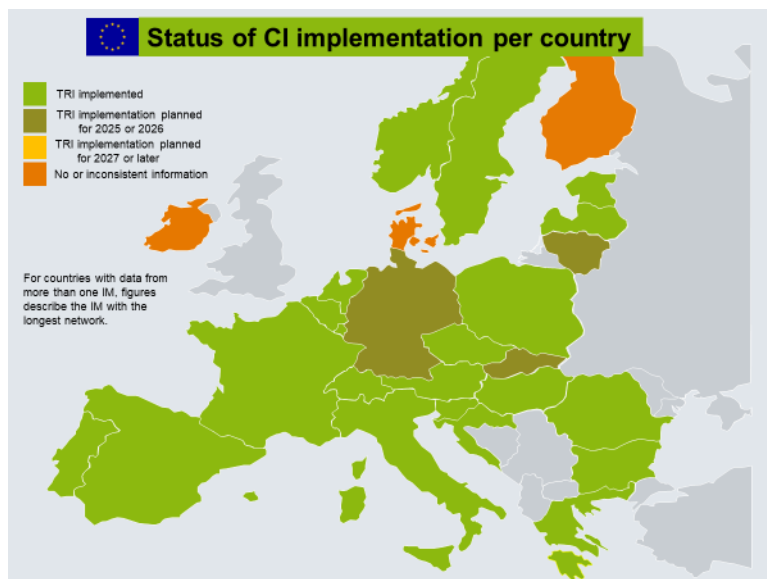 Status of CI implementation per country
TRI implemented
TRI implementation planned
for 2025 or 2026
TRI implementation planned
for 2027 or later
No or inconsistent information
For countries with data from
more than one IM, figures
describe the IM with the
longest network.